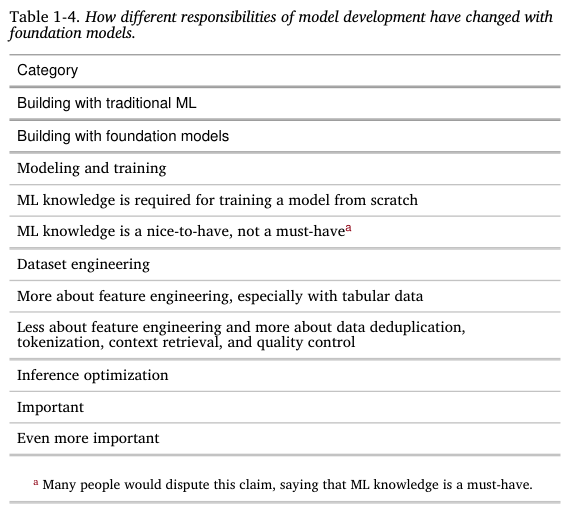 Table 1-4. How different responsibilities of model development have changed with
foundation models.
Category
Building with traditional ML
Building with foundation models
Modeling and training
ML knowledge is required for training a model from scratch
ML knowledge is a nice-to-have, not a must-haveᵃ
Dataset engineering
More about feature engineering, especially with tabular data
Less about feature engineering and more about data deduplication,
tokenization, context retrieval, and quality control
Inference optimization
Important
Even more important
ᵃ Many people would dispute this claim, saying that ML knowledge is a must-have.